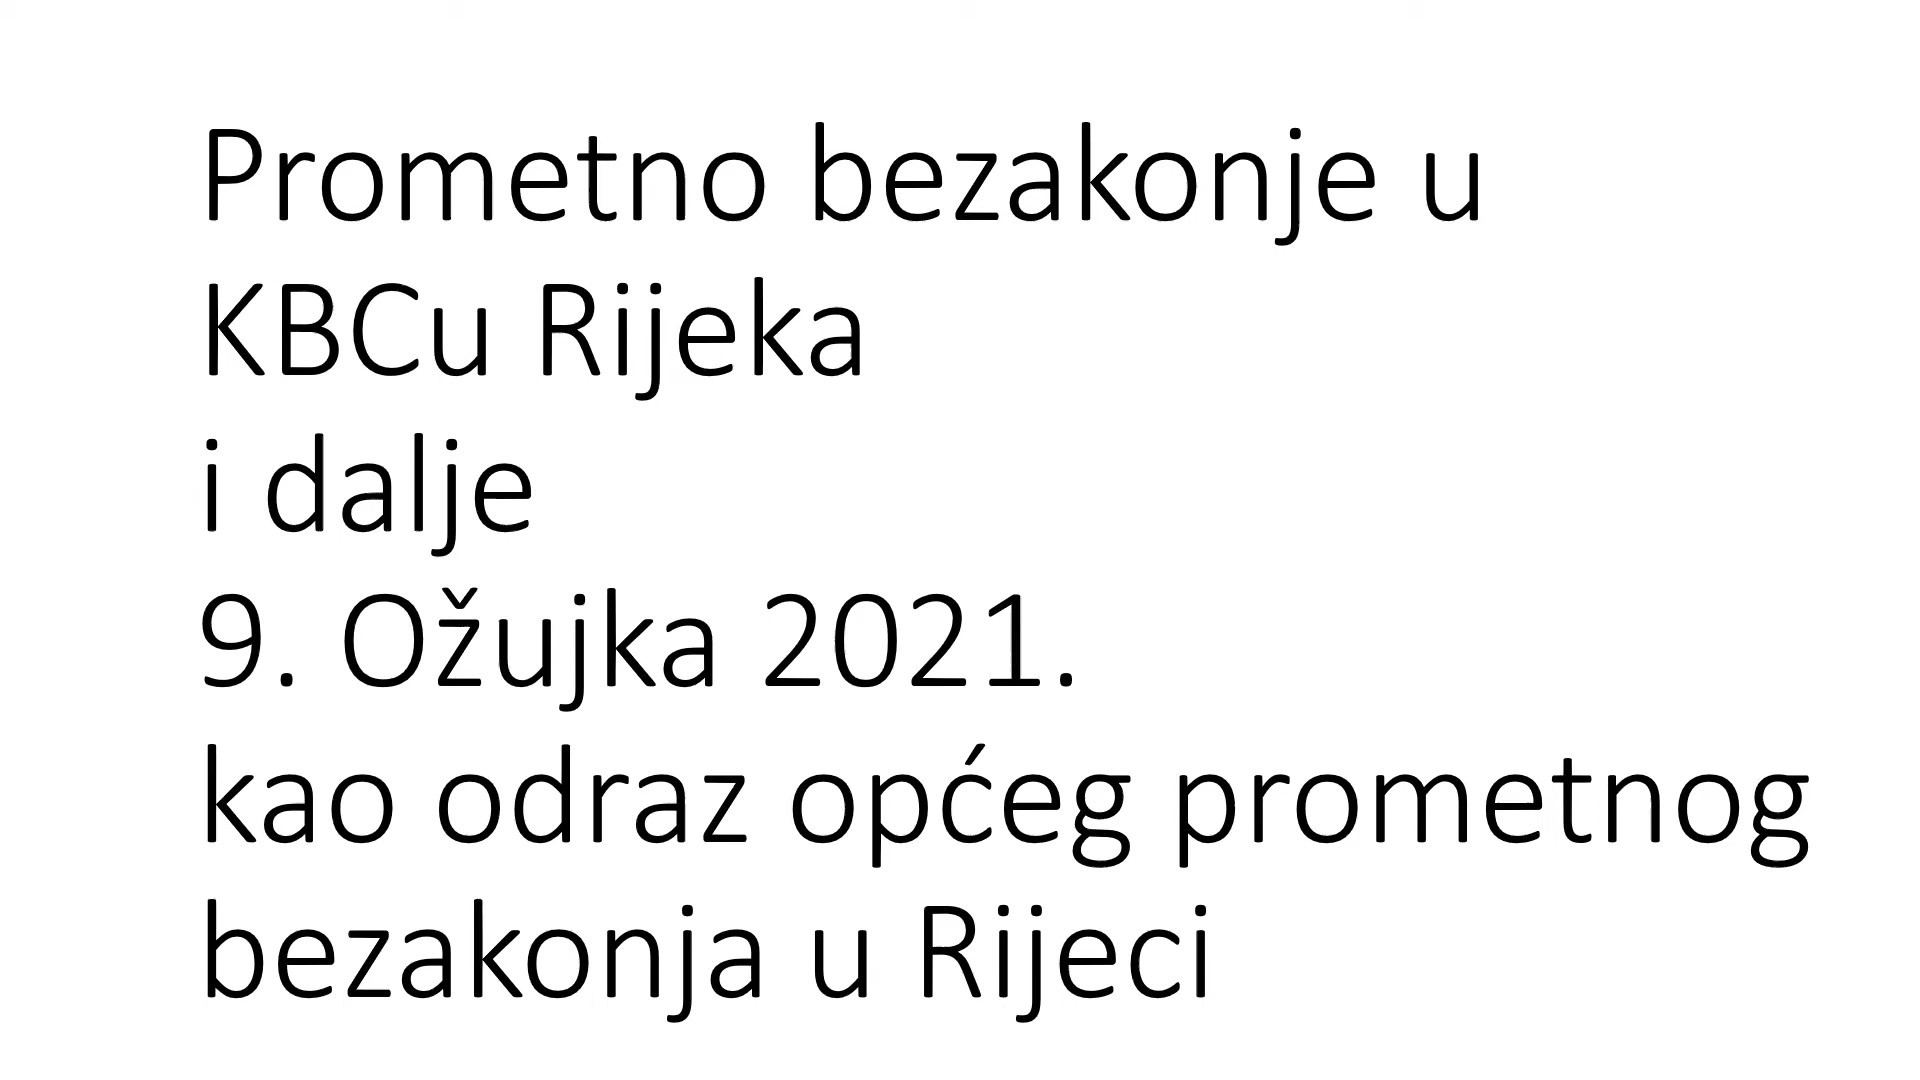 Prometno bezakonje u
KBCu Rijeka
i dalje
9. Ožujka 2021.
kao odraz općeg prometnog
bezakonja u Rijeci